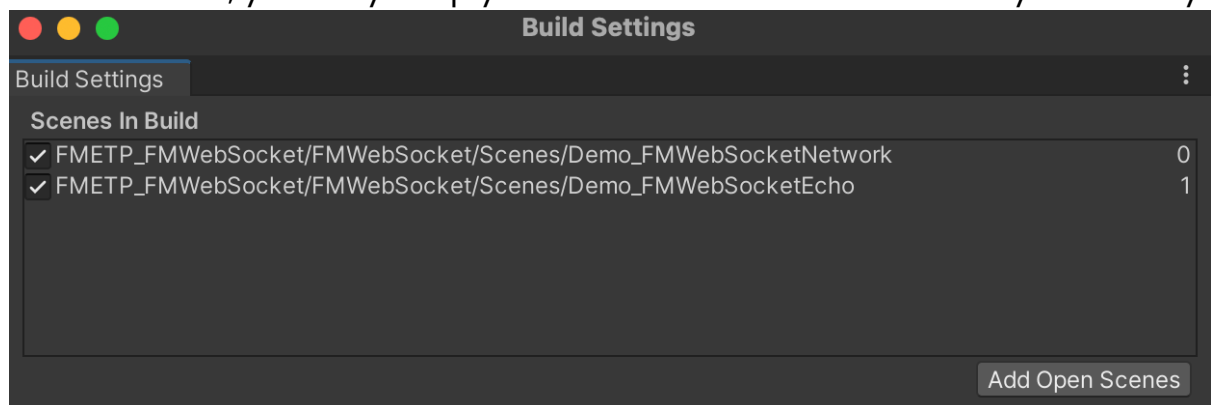 Build Settings
Build Settings
Scenes In Build
FMETP_FMWebSocket/FMWebSocket/Scenes/Demo_FMWebSocketNetwork 0
FMETP_FMWebSocket/FMWebSocket/Scenes/Demo_FMWebSocketEcho 1
Add Open Scenes